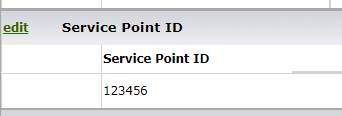 edit Service Point ID
Service Point ID
123456